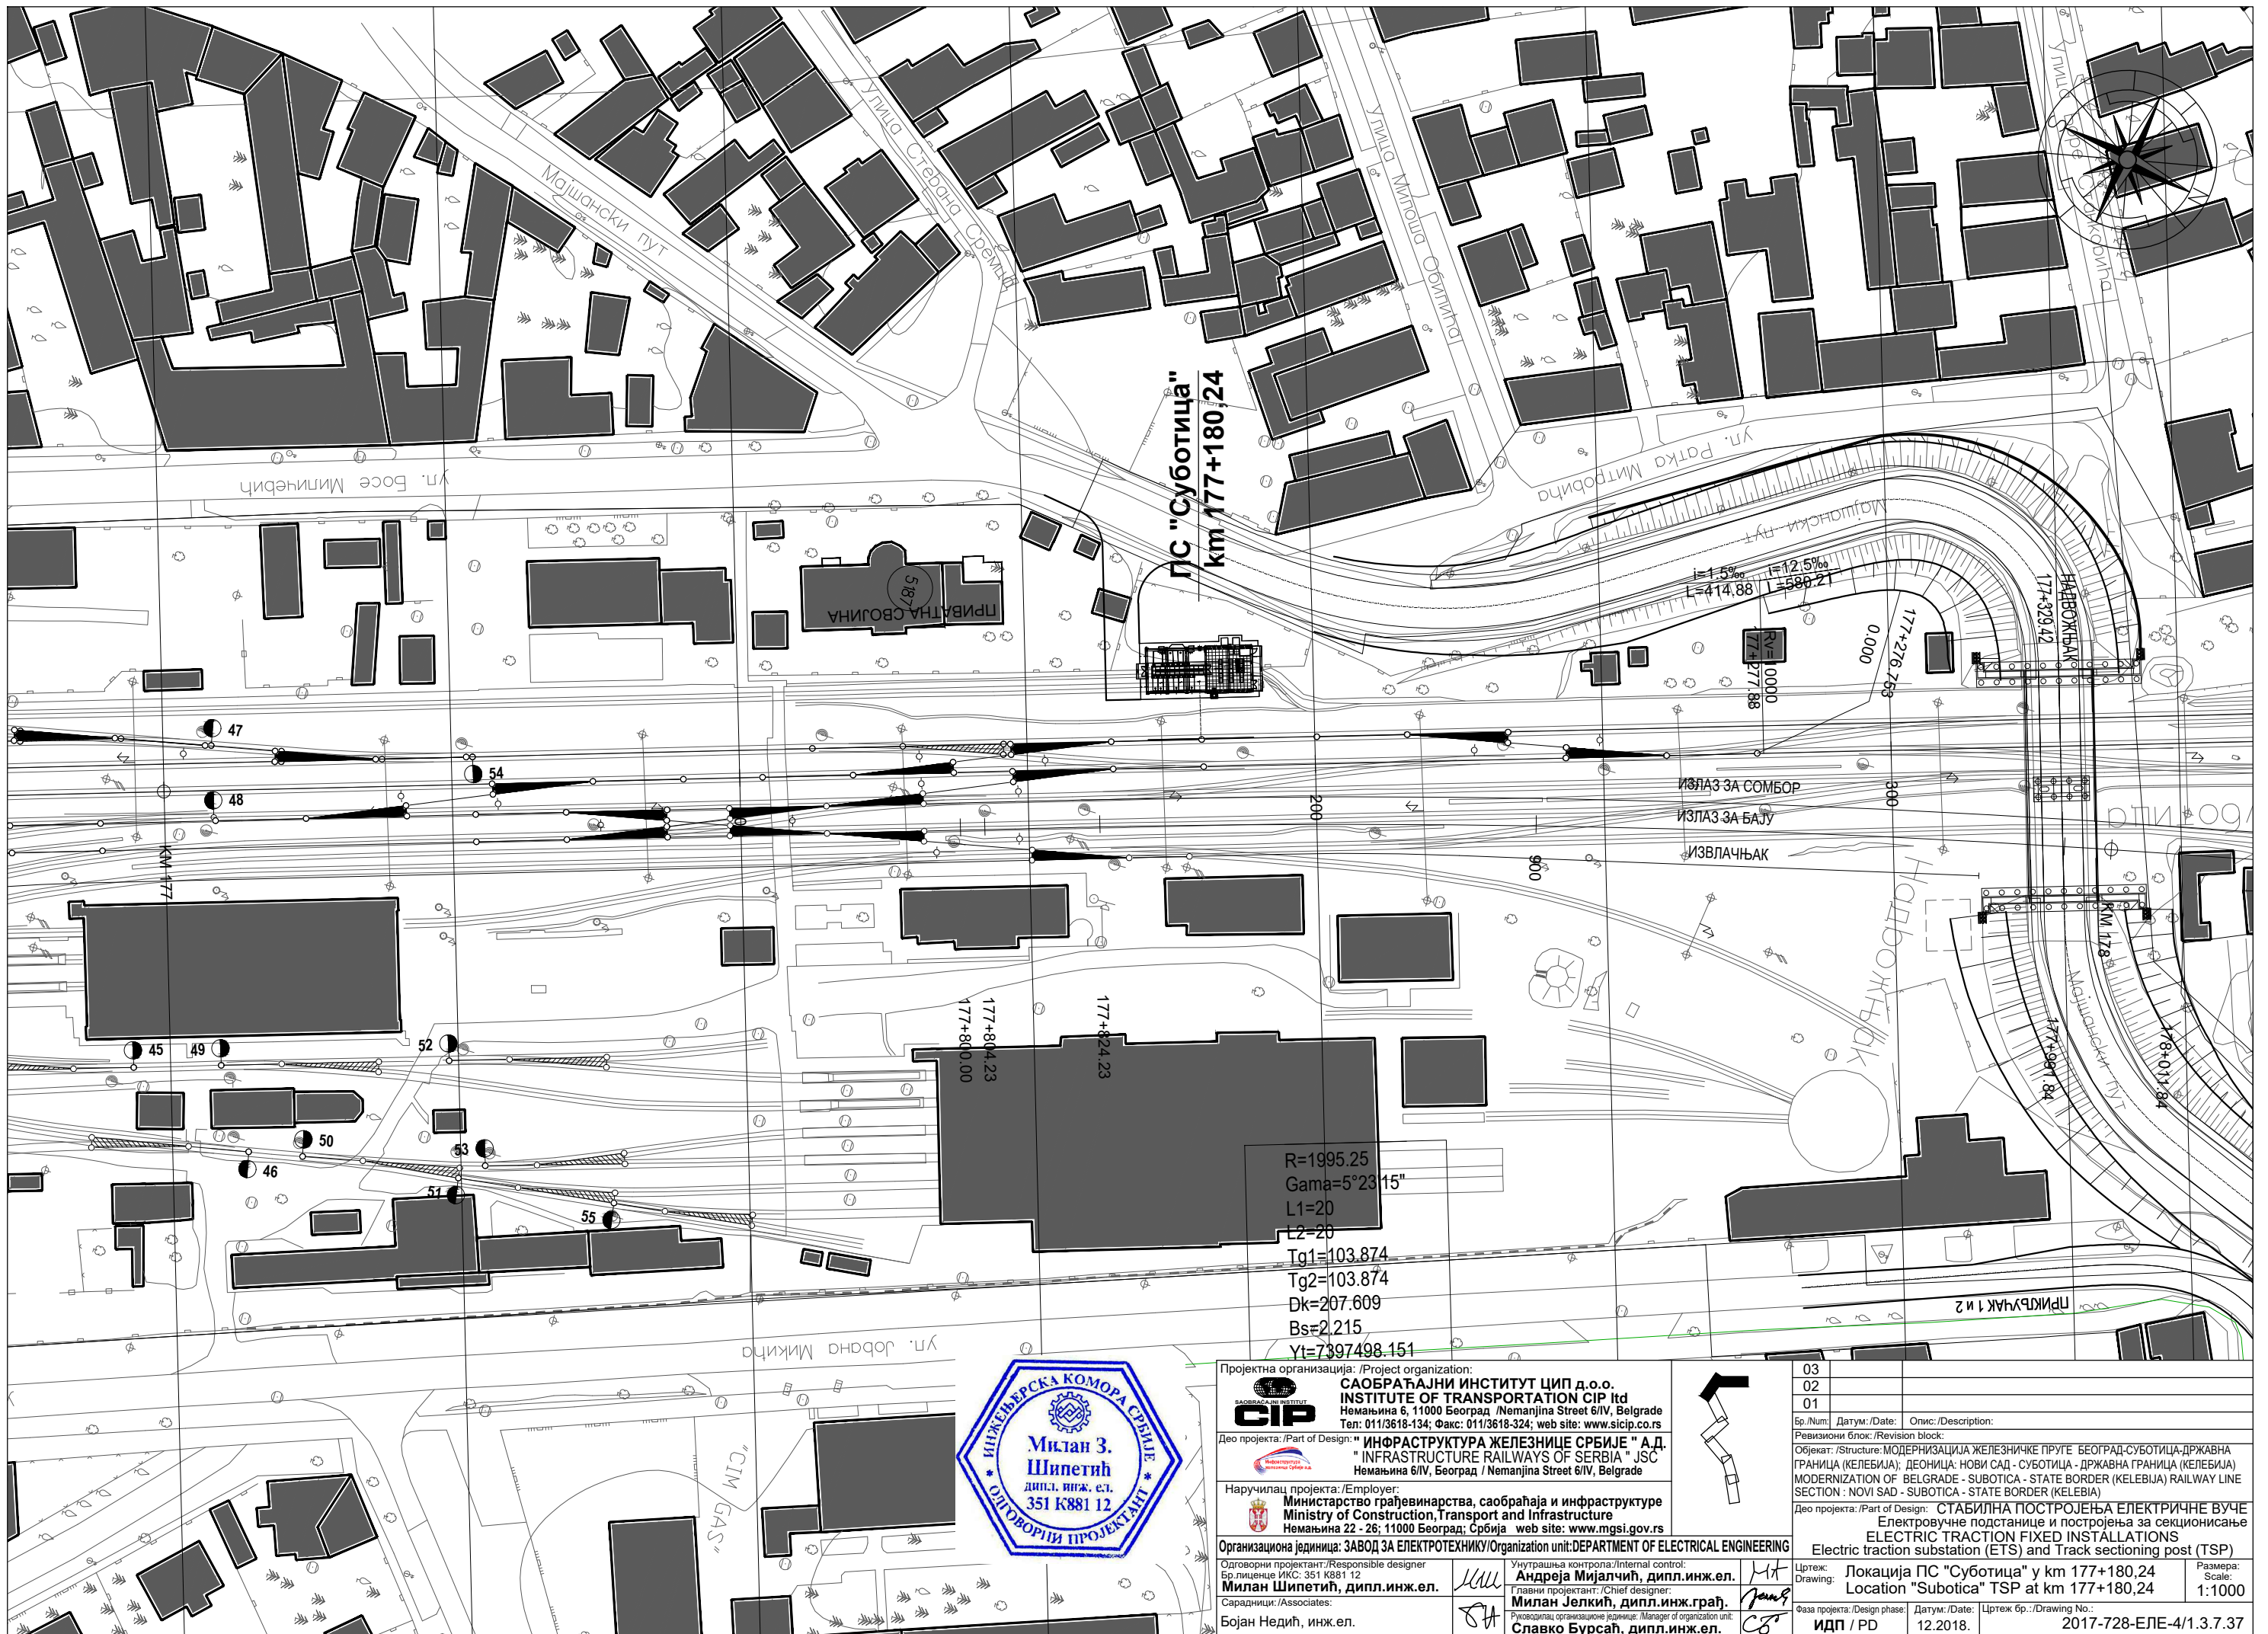 Мајшански пут
Улица Стевана Сремца
Улица Милоша Обилића
ул. Босе Миличевић
ул. Ратка Митровића
Мајшански пут
ПС "Суботица"
km 177+180,24
5187
ПРИВАТНА СВОЈИНА
i=1.5‰
L=414,88
i=12.5‰
L=580.21
Rv=10000
177+277.88
0.000
177+276.753
177+329.42
НАДВОЖЊАК
47
54
48
КМ 177
200
300
900
ИЗЛАЗ ЗА СОМБОР
ИЗЛАЗ ЗА БАЈУ
ИЗВЛАЧЊАК
Надвожњак
КМ 178
45
49
52
50
46
53
51
55
177+800.00
177+804.23
177+824.23
177+991.84
178+011.84
Мајшански пут
R=1995.25
Gama=5°23'15"
L1=20
L2=20
Tg1=103.874
Tg2=103.874
Dk=207.609
Bs=2.215
Yt=7397498.151
ПРИКЉУЧАК 1 и 2
ул. Јована Микића
"CIM GAS"
ИНЖЕЊЕРСКА КОМОРА СРБИЈЕ
Милан З.
Шипетић
дипл. инж. ел.
351 К881 12
ОДГОВОРНИ ПРОЈЕКТАНТ
Пројектна организација: /Project organization:
САОБРАЋАЈНИ ИНСТИТУТ
CIP
САОБРАЋАЈНИ ИНСТИТУТ ЦИП д.о.о.
INSTITUTE OF TRANSPORTATION CIP ltd
Немањина 6, 11000 Београд /Nemanjina Street 6/IV, Belgrade
Тел: 011/3618-134; Факс: 011/3618-324; web site: www.sicip.co.rs
Део пројекта: /Part of Design:
" ИНФРАСТРУКТУРА ЖЕЛЕЗНИЦЕ СРБИЈЕ " А.Д.
" INFRASTRUCTURE RAILWAYS OF SERBIA " JSC
Немањина 6/IV, Београд / Nemanjina Street 6/IV, Belgrade
Наручилац пројекта: /Employer:
Министарство грађевинарства, саобраћаја и инфраструктуре
Ministry of Construction,Transport and Infrastructure
Немањина 22 - 26; 11000 Београд; Србија web site: www.mgsi.gov.rs
Организациона јединица: ЗАВОД ЗА ЕЛЕКТРОТЕХНИКУ/Organization unit:DEPARTMENT OF ELECTRICAL ENGINEERING
Одговорни пројектант:/Responsible designer
Бр.лиценце ИКС: 351 К881 12
Милан Шипетић, дипл.инж.ел.
Сарадници: /Associates:
Бојан Недић, инж.ел.
Унутрашња контрола:/Internal control:
Андреја Мијалчић, дипл.инж.ел.
Главни пројектант: /Chief designer:
Милан Јелкић, дипл.инж.грађ.
Руководилац организационе јединице: /Manager of organization unit:
Славко Бурсаћ, дипл.инж.ел.
03
02
01
Бр./Num:
Датум: /Date:
Опис: /Description:
Ревизиони блок: /Revision block:
Објекат: /Structure: МОДЕРНИЗАЦИЈА ЖЕЛЕЗНИЧКЕ ПРУГЕ БЕОГРАД-СУБОТИЦА-ДРЖАВНА
ГРАНИЦА (КЕЛЕБИЈА); ДЕОНИЦА: НОВИ САД - СУБОТИЦА - ДРЖАВНА ГРАНИЦА (КЕЛЕБИЈА)
MODERNIZATION OF BELGRADE - SUBOTICA - STATE BORDER (KELEBIJA) RAILWAY LINE
SECTION : NOVI SAD - SUBOTICA - STATE BORDER (KELEBIA)
Део пројекта: /Part of Design: СТАБИЛНА ПОСТРОЈЕЊА ЕЛЕКТРИЧНЕ ВУЧЕ
Електровучне подстанице и постројења за секционисање
ELECTRIC TRACTION FIXED INSTALLATIONS
Electric traction substation (ETS) and Track sectioning post (TSP)
Цртеж:
Drawing:
Локација ПС "Суботица" у km 177+180,24
Location "Subotica" TSP at km 177+180,24
Размера:
Scale:
1:1000
Фаза пројекта: /Design phase:
ИДП / PD
Датум: /Date:
12.2018.
Цртеж бр.: /Drawing No.:
2017-728-ЕЛЕ-4/1.3.7.37